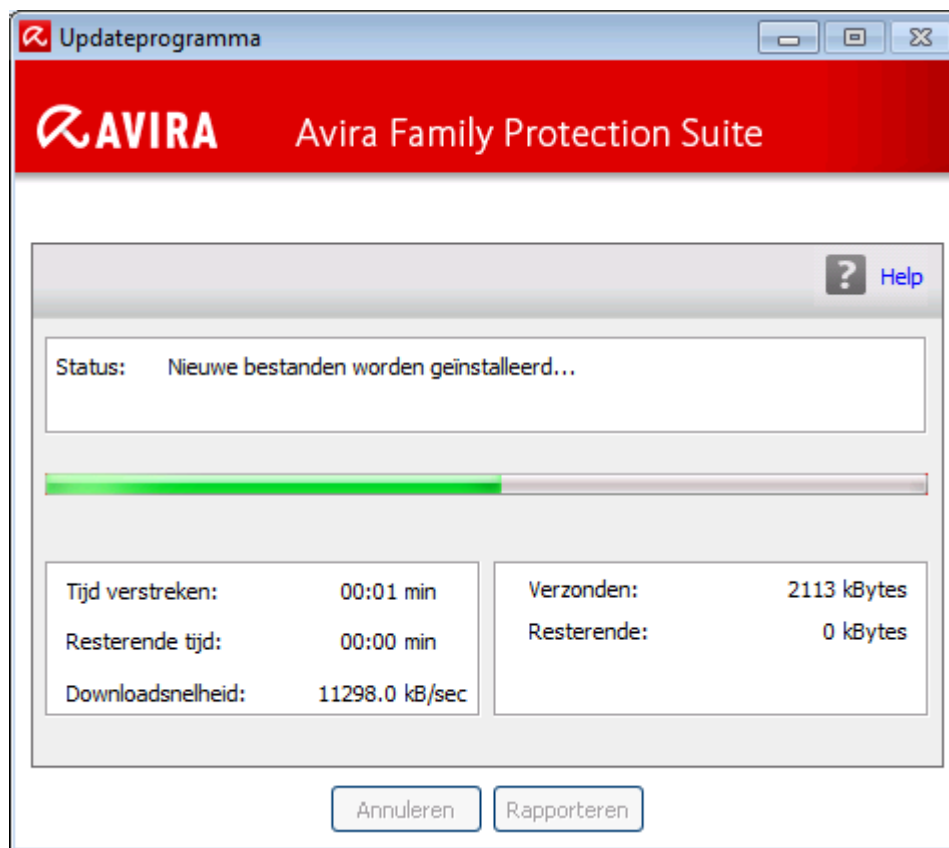 Updateprogramma
AVIRA Avira Family Protection Suite
? Help
Status: Nieuwe bestanden worden geïnstalleerd...
Tijd verstreken: 00:01 min
Resterende tijd: 00:00 min
Downloadsnelheid: 11298.0 kB/sec
Verzonden: 2113 kBytes
Resterende: 0 kBytes
Annuleren Rapporteren